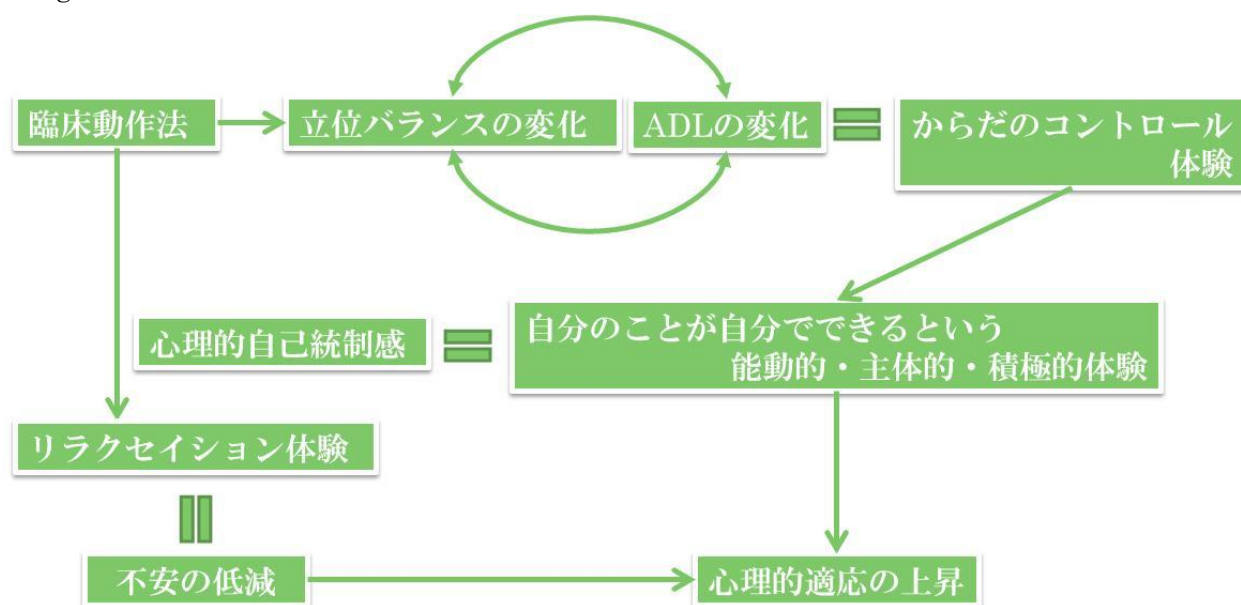 臨床動作法
立位バランスの変化
ADLの変化
からだのコントロール
体験
心理的自己統制感
自分のことが自分でできるという
能動的・主体的・積極的体験
リラクセイション体験
不安の低減
心理的適応の上昇